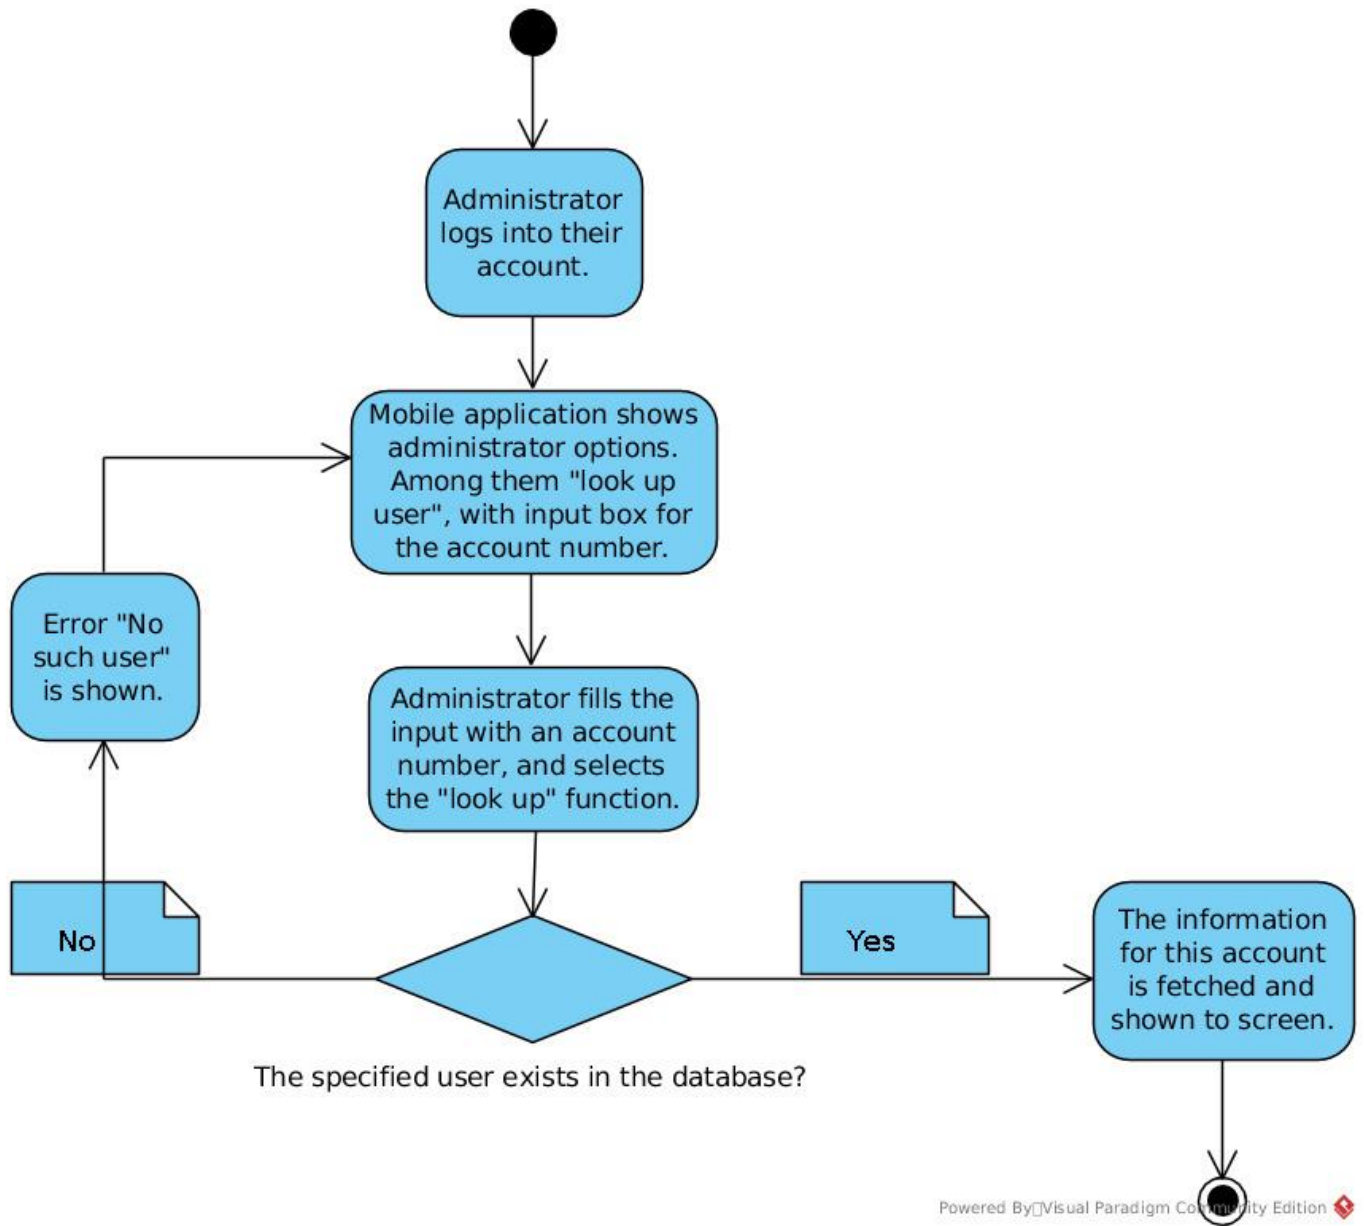 Administrator
logs into their
account.
Mobile application shows
administrator options.
Among them "look up
user", with input box for
the account number.
Error "No
such user"
is shown.
Administrator fills the
input with an account
number, and selects
the "look up" function.
No
Yes
The information
for this account
is fetched and
shown to screen.
The specified user exists in the database?
Powered By Visual Paradigm Community Edition